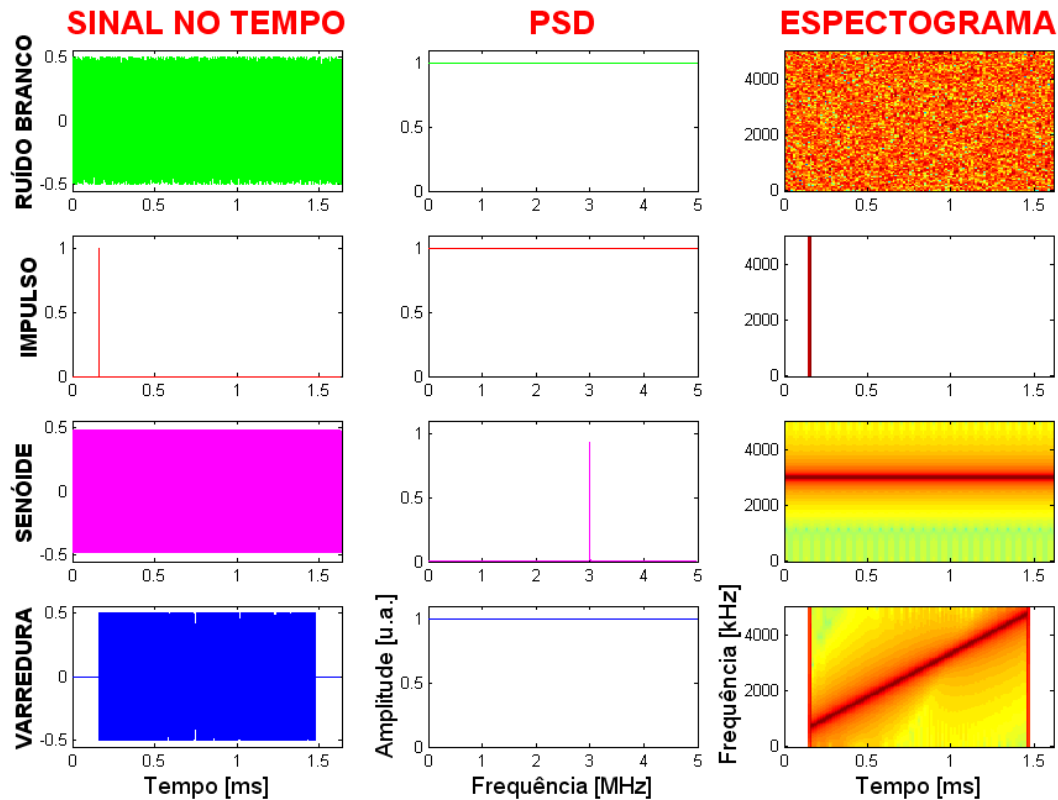 SINAL NO TEMPO PSD ESPECTOGRAMA
RUÍDO BRANCO
0.5
0
-0.5
0 0.5 1 1.5
1
0.5
0
0 1 2 3 4 5
4000
2000
0
0 0.5 1 1.5
IMPULSO
1
0.5
0
0 0.5 1 1.5
1
0.5
0
0 1 2 3 4 5
4000
2000
0
0 0.5 1 1.5
SENÓIDE
0.5
0
-0.5
0 0.5 1 1.5
1
0.5
0
0 1 2 3 4 5
4000
2000
0
0 0.5 1 1.5
VARREDURA
0.5
0
-0.5
0 0.5 1 1.5
Tempo [ms]
Amplitude [u.a.]
1
0.5
0
0 1 2 3 4 5
Frequência [MHz]
Frequência [kHz]
4000
2000
0
0 0.5 1 1.5
Tempo [ms]